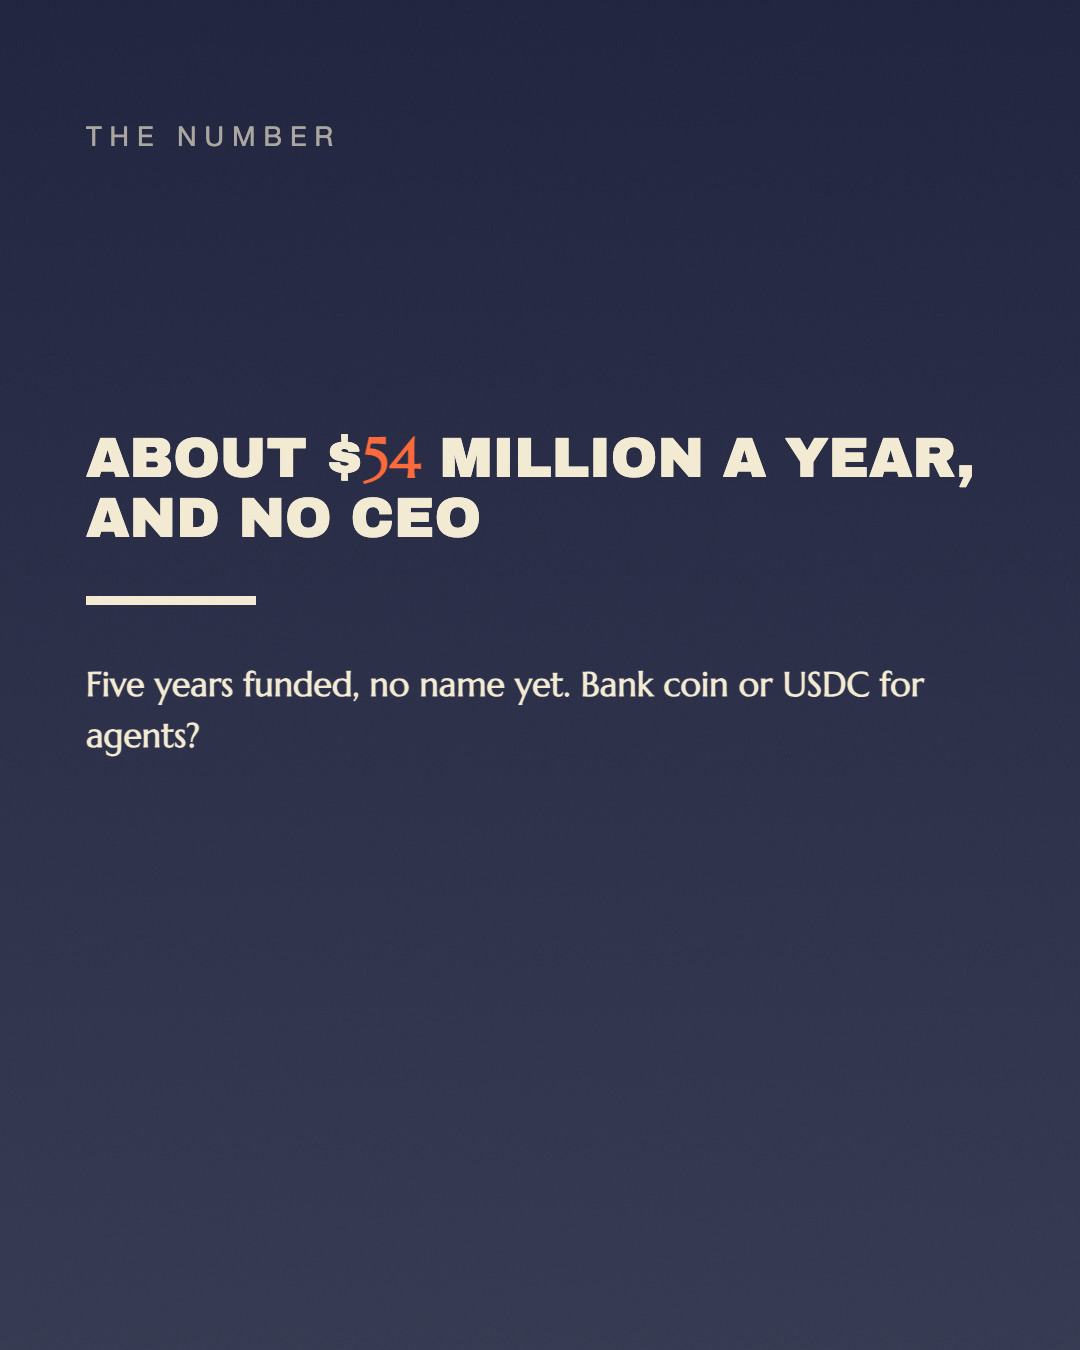 THE NUMBER
ABOUT $54 MILLION A YEAR,
AND NO CEO
Five years funded, no name yet. Bank coin or USDC for
agents?